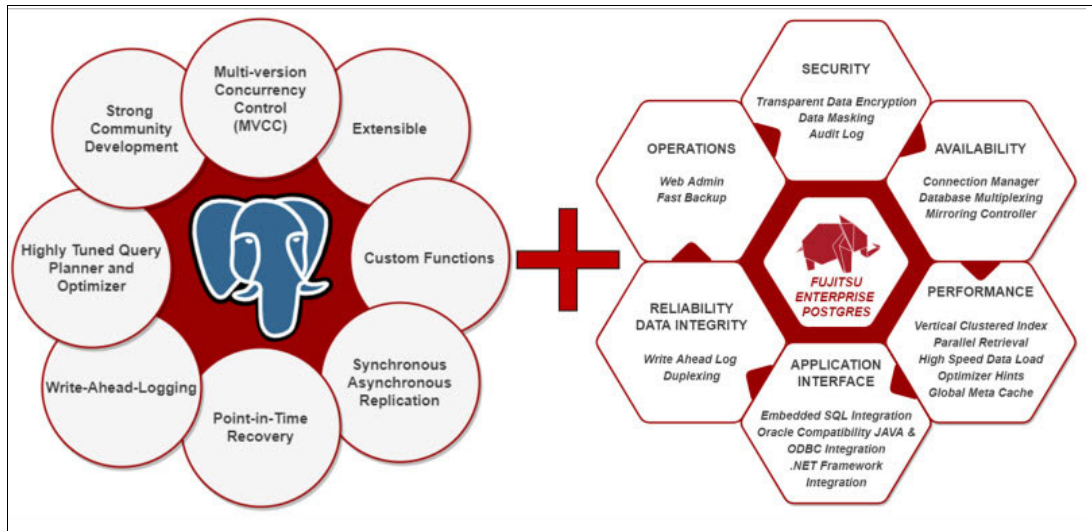 Multi-version
Concurrency
Control
(MVCC)
Strong
Community
Development
Extensible
Highly Tuned Query
Planner and
Optimizer
Custom Functions
Write-Ahead-Logging
Synchronous
Asynchronous
Replication
Point-in-Time
Recovery
SECURITY
Transparent Data Encryption
Data Masking
Audit Log
OPERATIONS
Web Admin
Fast Backup
AVAILABILITY
Connection Manager
Database Multiplexing
Mirroring Controller
FUJITSU
ENTERPRISE
POSTGRES
RELIABILITY
DATA INTEGRITY
Write Ahead Log
Duplexing
PERFORMANCE
Vertical Clustered Index
Parallel Retrieval
High Speed Data Load
Optimizer Hints
Global Meta Cache
APPLICATION
INTERFACE
Embedded SQL Integration
Oracle Compatibility JAVA &
ODBC Integration
.NET Framework
Integration